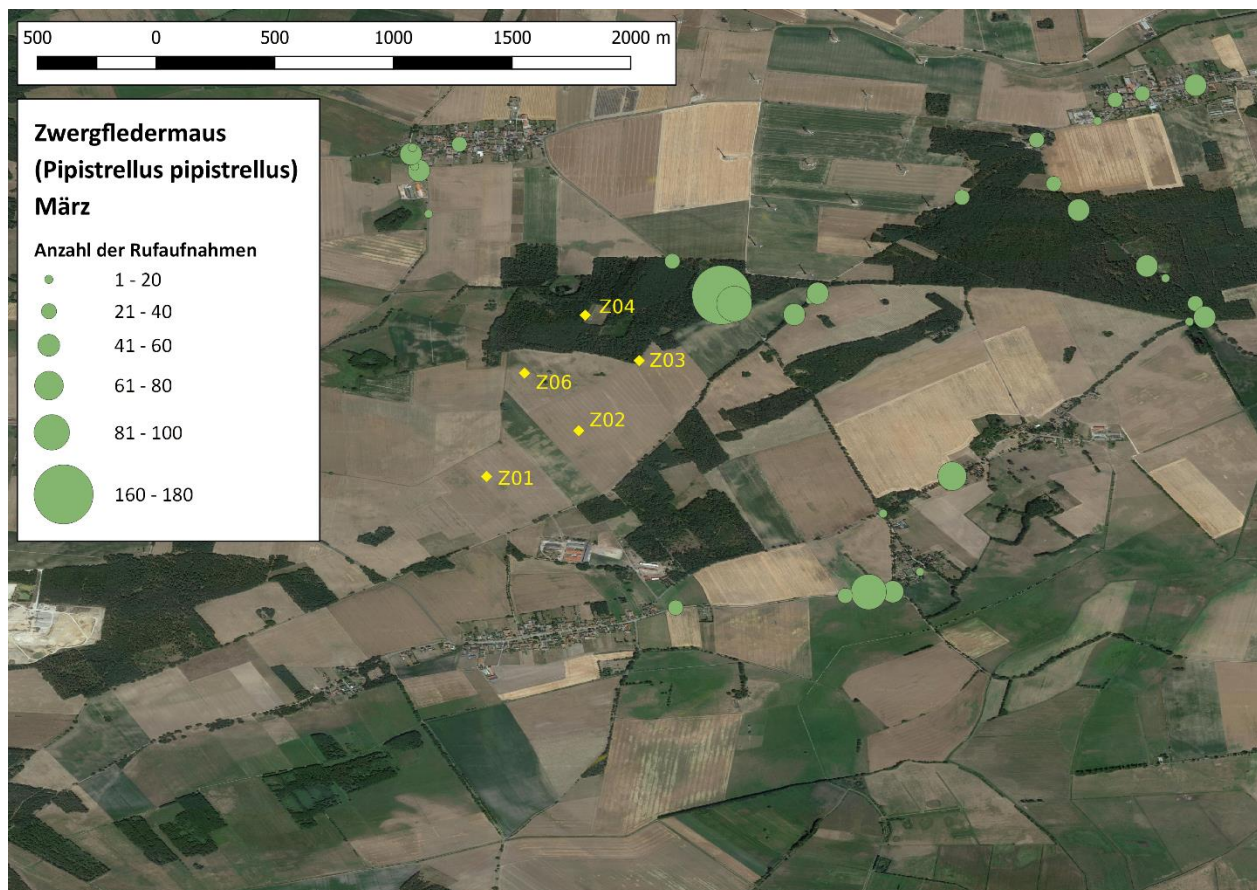 500 0 500 1000 1500 2000 m
Zwergfledermaus
(Pipistrellus pipistrellus)
März
Anzahl der Rufaufnahmen
1 - 20
21 - 40
41 - 60
61 - 80
81 - 100
160 - 180
Z04
Z03
Z06
Z02
Z01